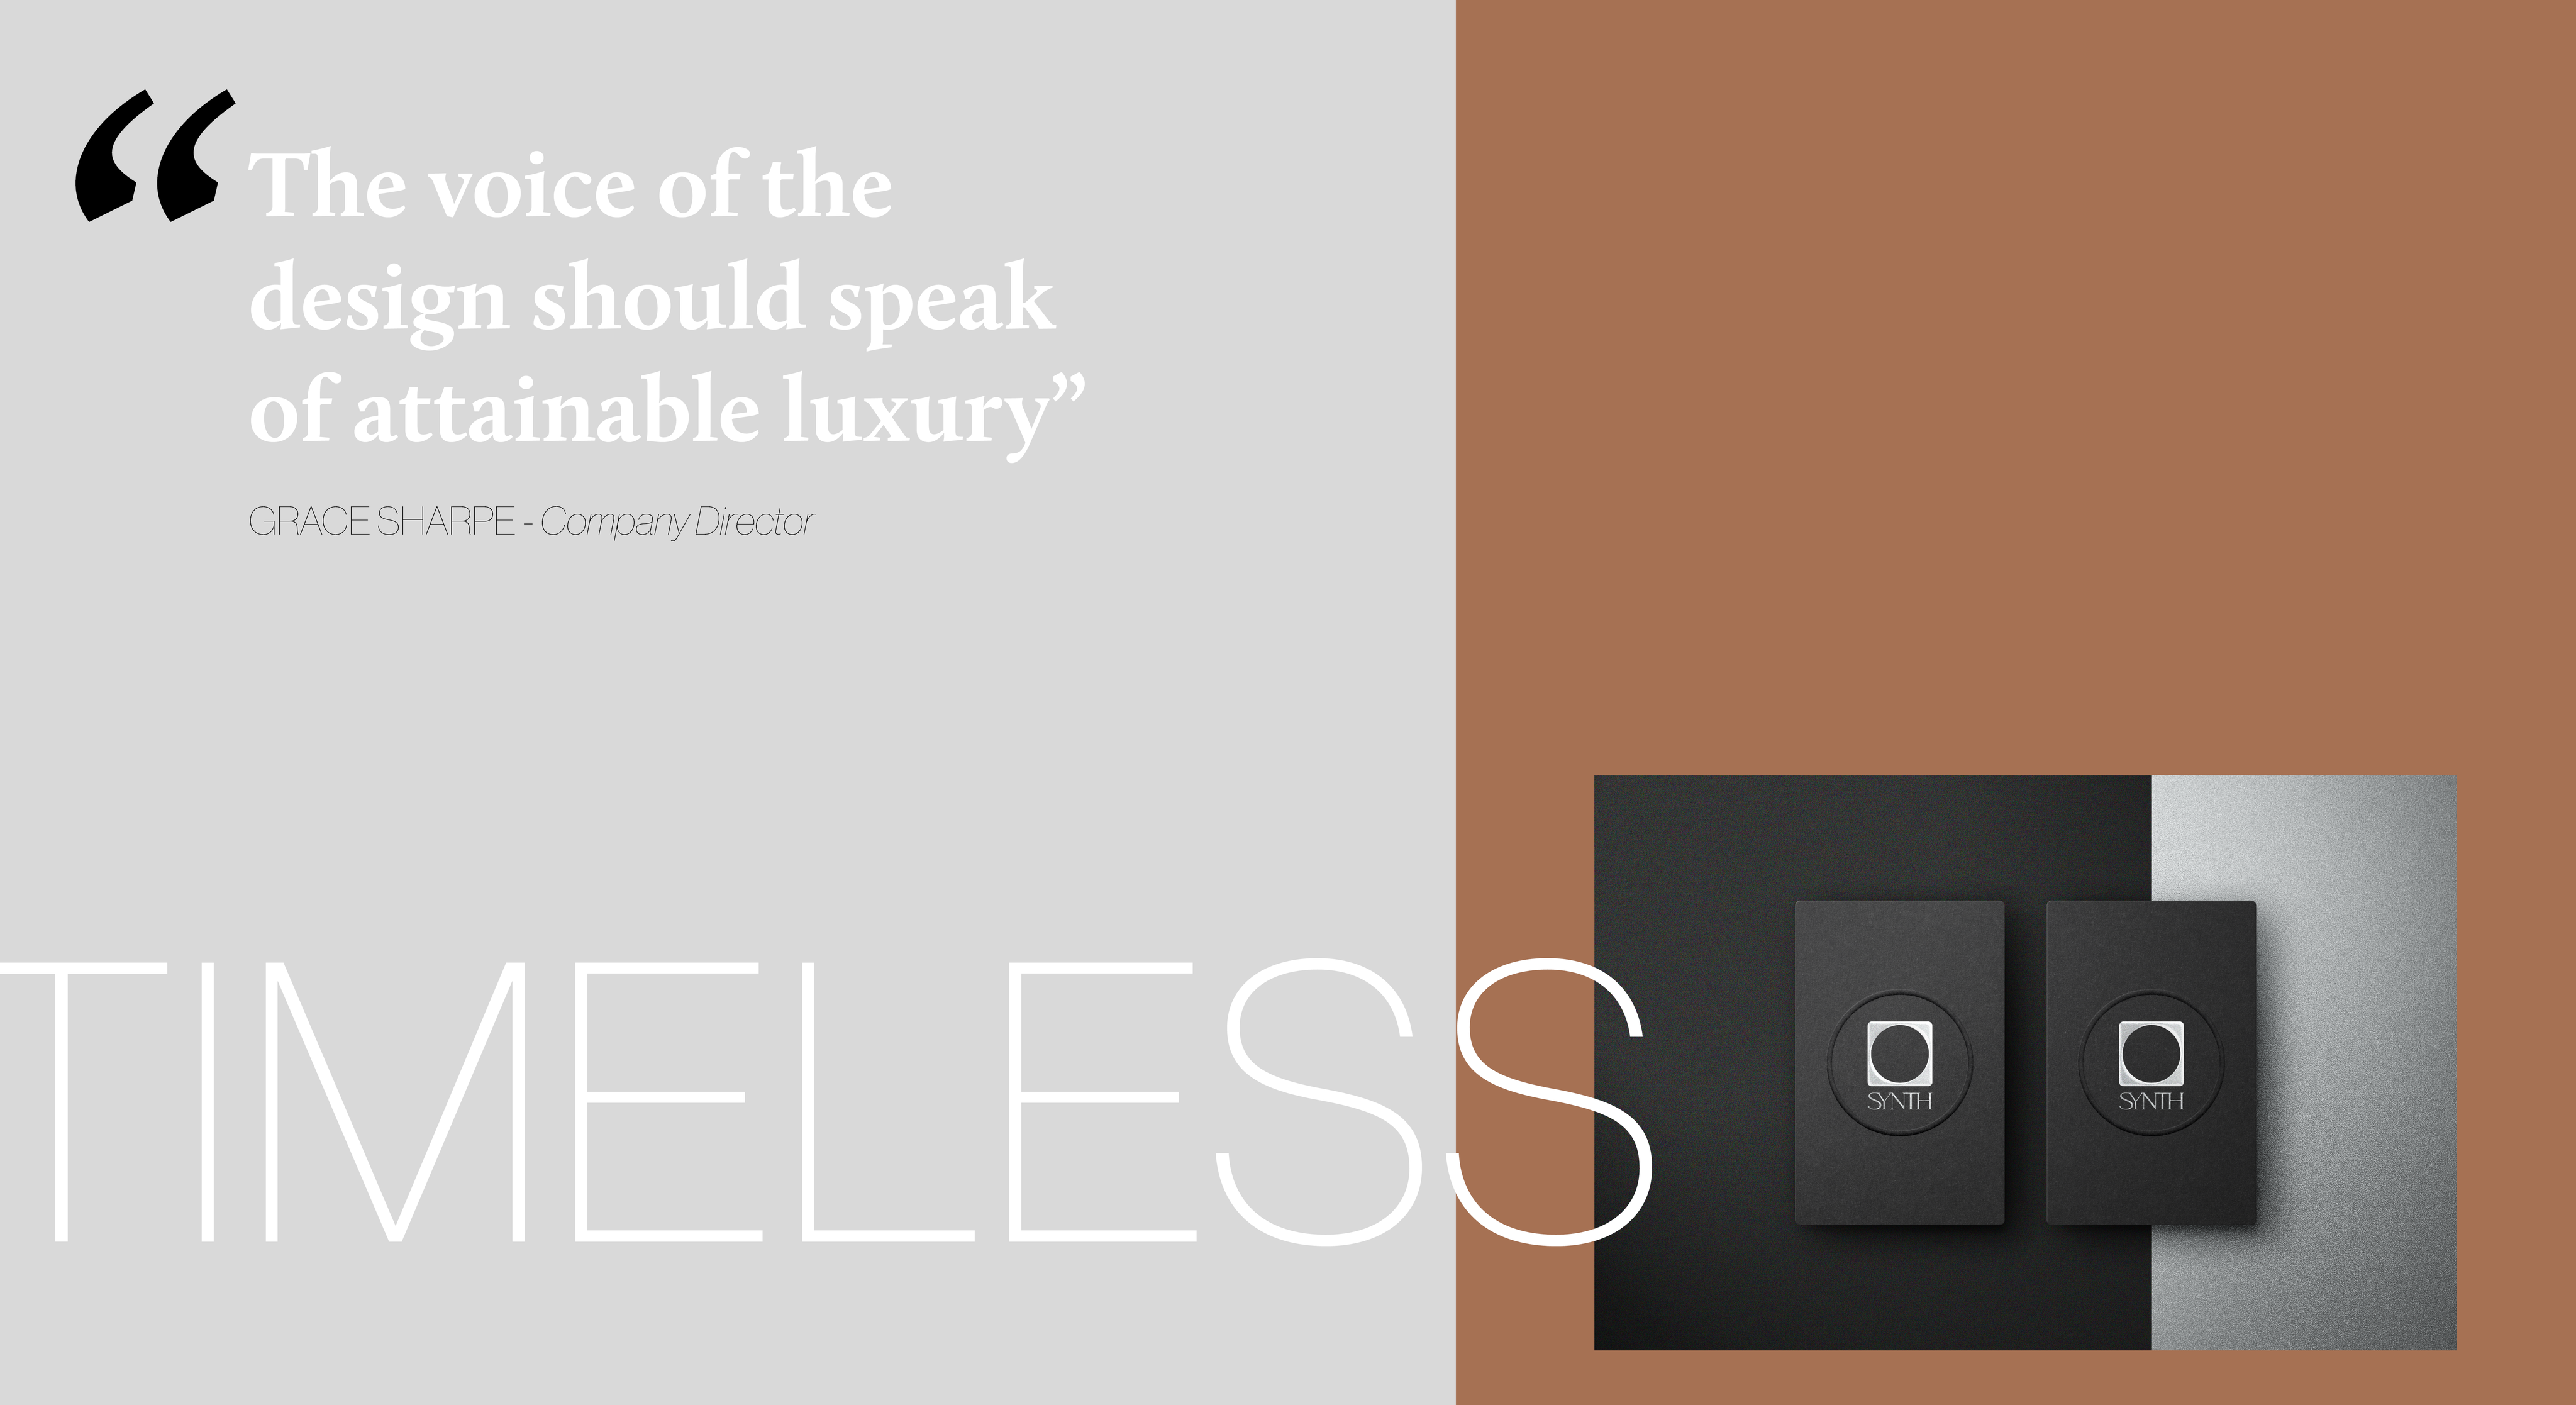 “The voice of the
design should speak
of attainable luxury”
GRACE SHARPE - Company Director
TIMELESS
SYNTH
SYNTH